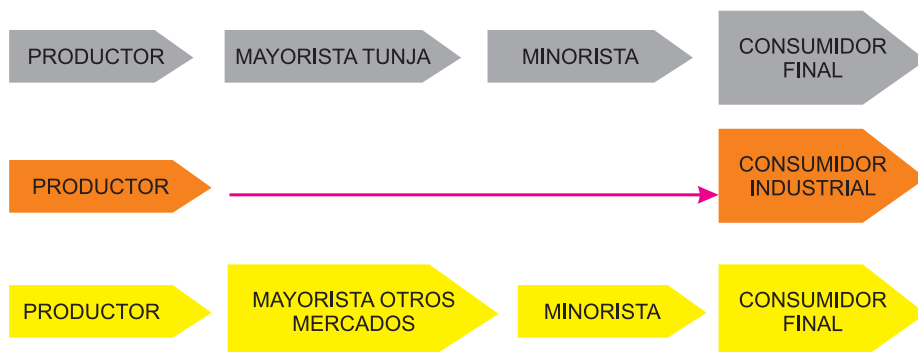 PRODUCTOR
MAYORISTA TUNJA
MINORISTA
CONSUMIDOR
FINAL
PRODUCTOR
CONSUMIDOR
INDUSTRIAL
PRODUCTOR
MAYORISTA OTROS
MERCADOS
MINORISTA
CONSUMIDOR
FINAL